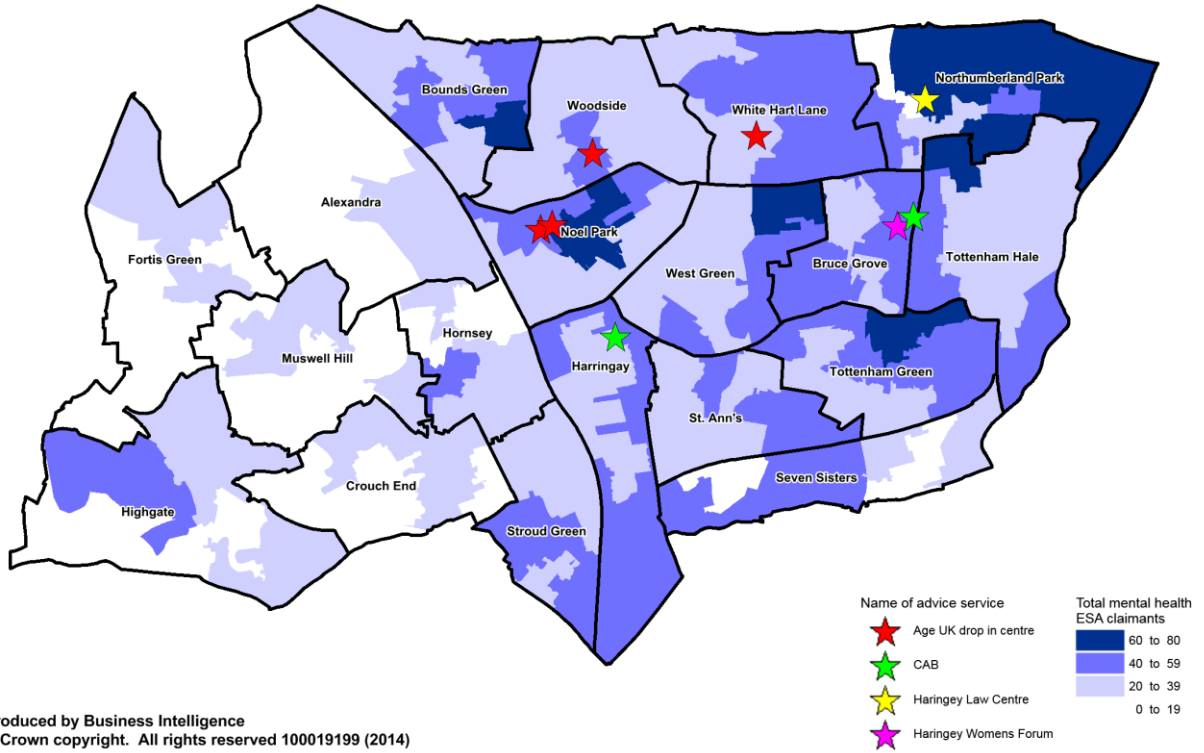 Northumberland Park
Bounds Green
Woodside
White Hart Lane
Alexandra
Noel Park
Fortis Green
West Green
Bruce Grove
Tottenham Hale
Hornsey
Muswell Hill
Harringay
Tottenham Green
St. Ann's
Crouch End
Seven Sisters
Highgate
Stroud Green
Name of advice service
Age UK drop in centre
CAB
Haringey Law Centre
Haringey Womens Forum
Total mental health
ESA claimants
60 to 80
40 to 59
20 to 39
0 to 19
roduced by Business Intelligence
Crown copyright. All rights reserved 100019199 (2014)